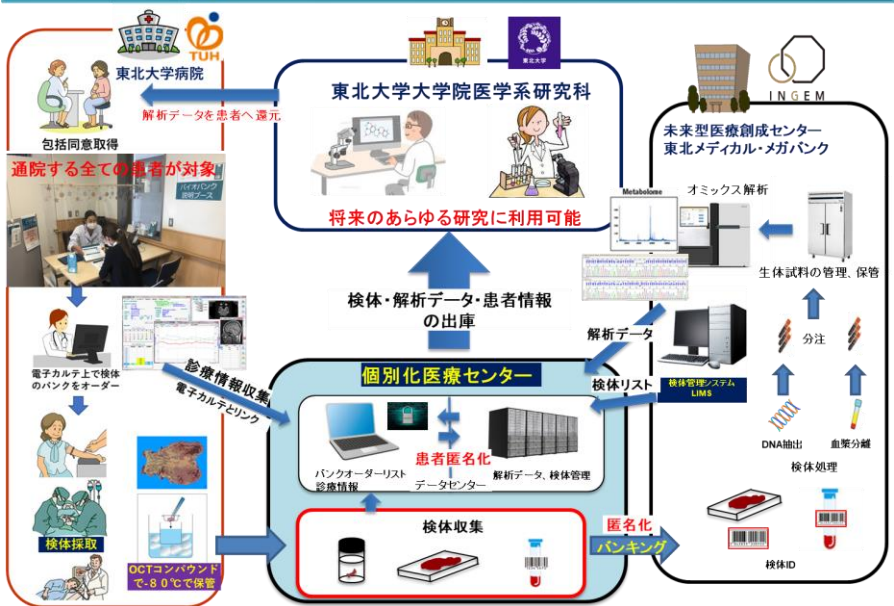 TUH
東北大学病院
包括同意取得
通院する全ての患者が対象
バイオバンク
説明ブース
電子カルテ上で検体
のバンクをオーダー
検体採取
OCTコンパウンド
で-80℃で保管
解析データを患者へ還元
東北大学
東北大学大学院医学系研究科
将来のあらゆる研究に利用可能
検体・解析データ・患者情報
の出庫
診療情報収集
電子カルテとリンク
個別化医療センター
患者匿名化
バンクオーダーリスト
診療情報
データセンター
解析データ、検体管理
検体収集
匿名化
バンキング
解析データ
検体リスト
INGEM
未来型医療創成センター
東北メディカル・メガバンク
Metabolome
オミックス解析
生体試料の管理、保管
分注
検体管理システム
LIMS
DNA抽出
血漿分離
検体処理
検体ID